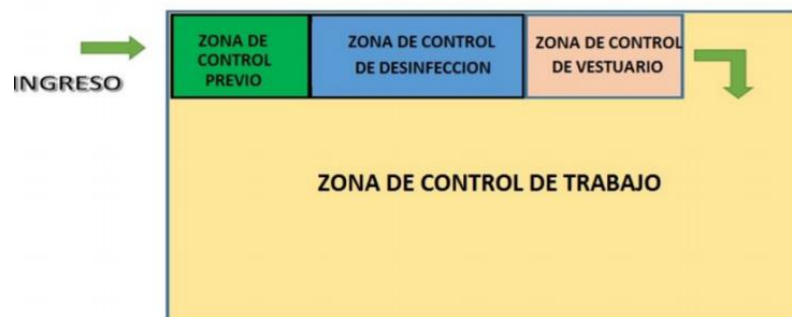 INGRESO
ZONA DE
CONTROL
PREVIO
ZONA DE CONTROL
DE DESINFECCION
ZONA DE CONTROL
DE VESTUARIO
ZONA DE CONTROL DE TRABAJO